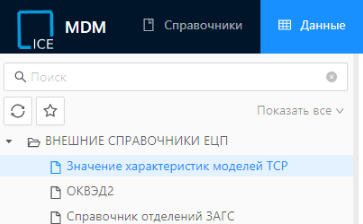 ICE MDM Справочники Данные
Поиск
Показать все
ВНЕШНИЕ СПРАВОЧНИКИ ЕЦП
Значение характеристик моделей ТСР
ОКВЭД2
Справочник отделений ЗАГС